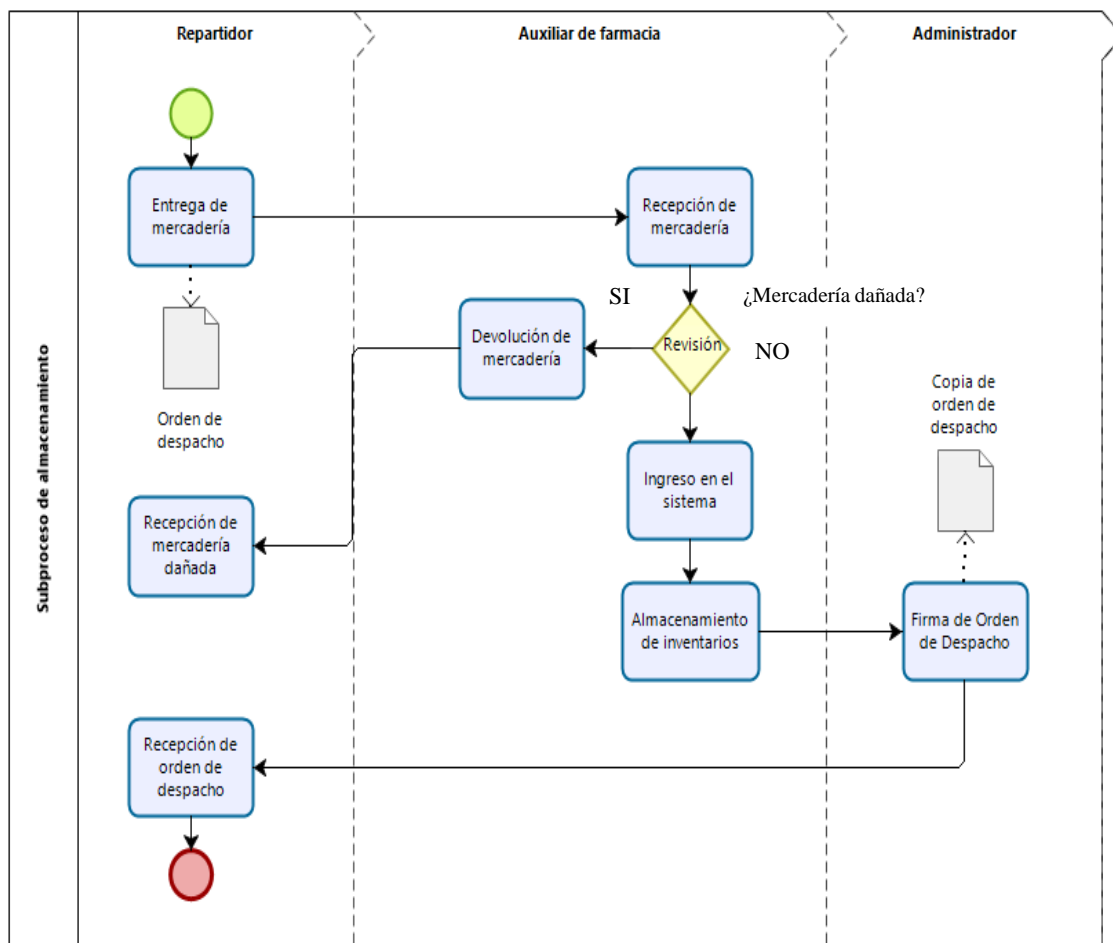 Subproceso de almacenamiento
Repartidor
Auxiliar de farmacia
Administrador
Entrega de
mercadería
Recepción de
mercadería
SI
¿Mercadería dañada?
Orden de
despacho
Devolución de
mercadería
Revisión
NO
Copia de
orden de
despacho
Ingreso en el
sistema
Recepción de
mercadería
dañada
Almacenamiento
de inventarios
Firma de Orden
de Despacho
Recepción de
orden de
despacho